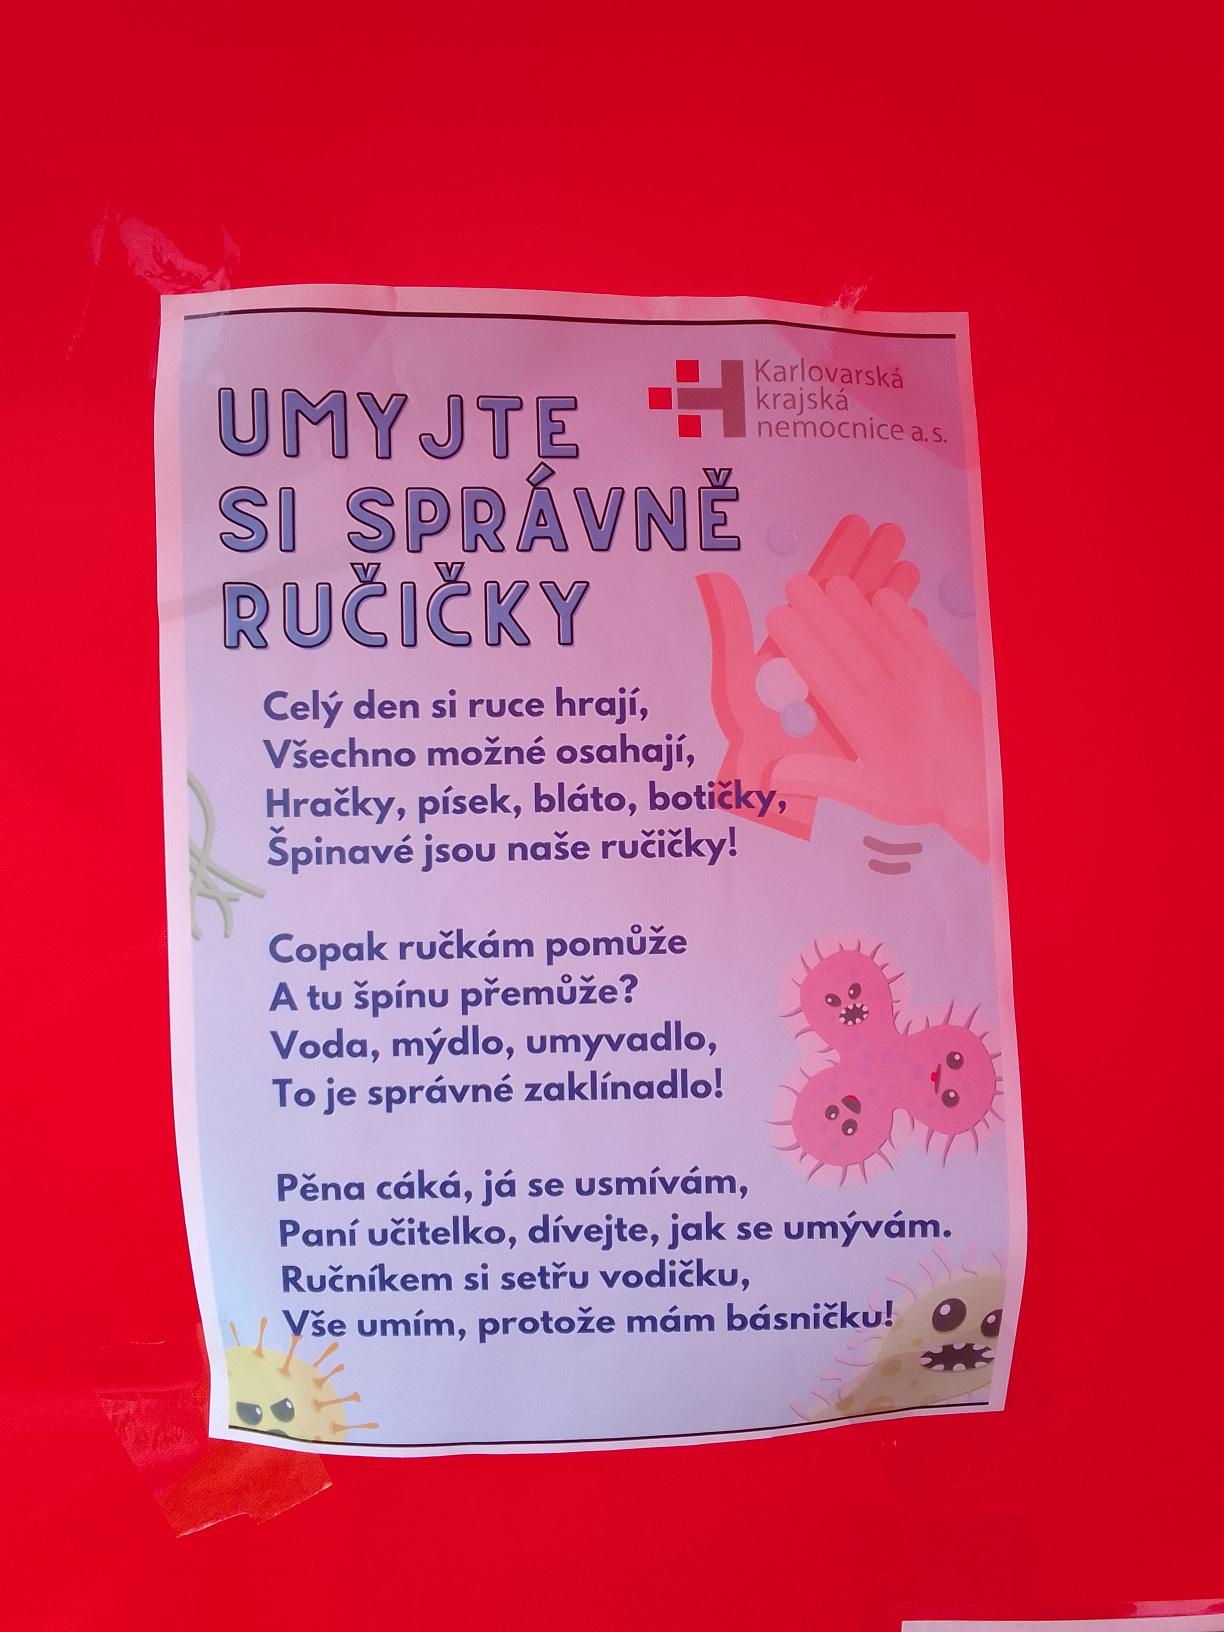 Karlovarská
krajská
nemocnice a. s.
UMYJTE
SI SPRÁVNĚ
RUČIČKY
Celý den si ruce hrají,
Všechno možné osahají,
Hračky, písek, bláto, botičky,
Špinavé jsou naše ručičky!
Copak ručkám pomůže
A tu špínu přemůže?
Voda, mýdlo, umyvadlo,
To je správné zaklínadlo!
Pěna cáká, já se usmívám,
Paní učitelko, dívejte, jak se umývám.
Ručníkem si setřu vodičku,
Vše umím, protože mám básničku!